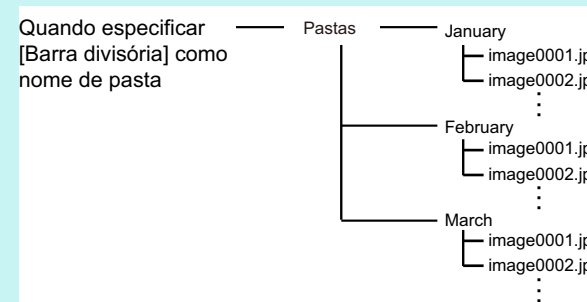 Quando especificar
[Barra divisória] como
nome de pasta
Pastas
January
image0001.jp
image0002.jp
February
image0001.jp
image0002.jp
March
image0001.jp
image0002.jp